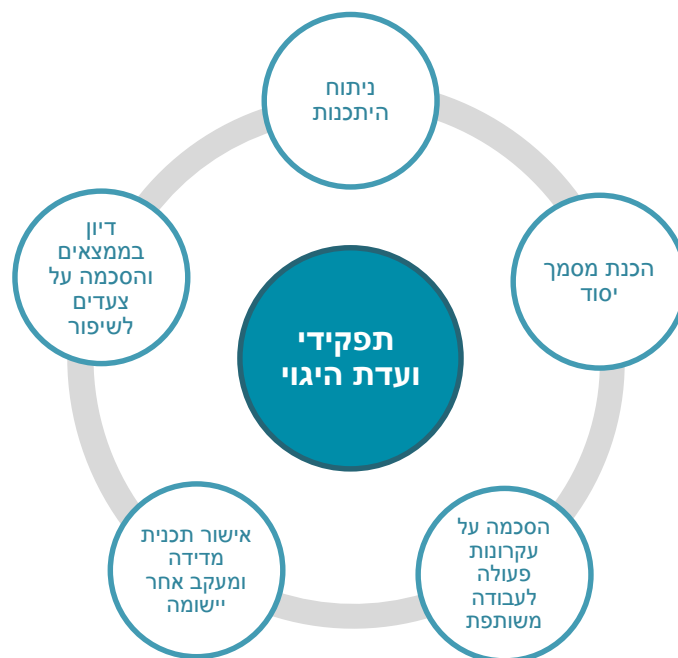 ניתוח
היתכנות
הכנת מסמך
יסוד
הסכמה על
עקרונות
פעולה
לעבודה
משותפת
אישור תכנית
מדידה
ומעקב אחר
יישומה
דיון
בממצאים
והסכמה על
צעדים
לשיפור
תפקידי
ועדת היגוי